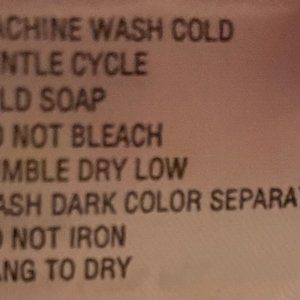 ACHINE WASH COLD
NTLE CYCLE
LD SOAP
O NOT BLEACH
MBLE DRY LOW
ASH DARK COLOR SEPARA
O NOT IRON
ANG TO DRY